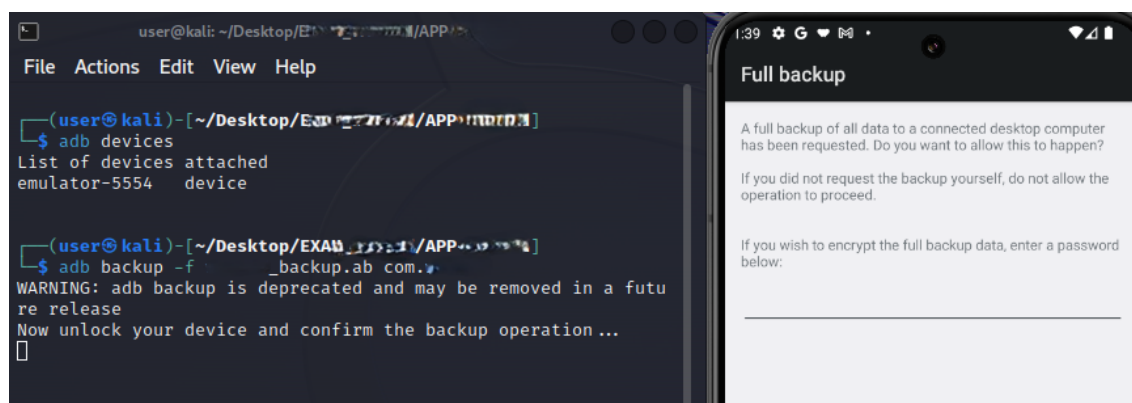 user@kali: ~/Desktop/
File Actions Edit View Help
(user㉿kali)-[~/Desktop/
$ adb devices
List of devices attached
emulator-5554 device
(user㉿kali)-[~/Desktop/
$ adb backup -f _backup.ab com.
WARNING: adb backup is deprecated and may be removed in a futu
re release
Now unlock your device and confirm the backup operation...
1:39 G
Full backup
A full backup of all data to a connected desktop computer
has been requested. Do you want to allow this to happen?
If you did not request the backup yourself, do not allow the
operation to proceed.
If you wish to encrypt the full backup data, enter a password
below: